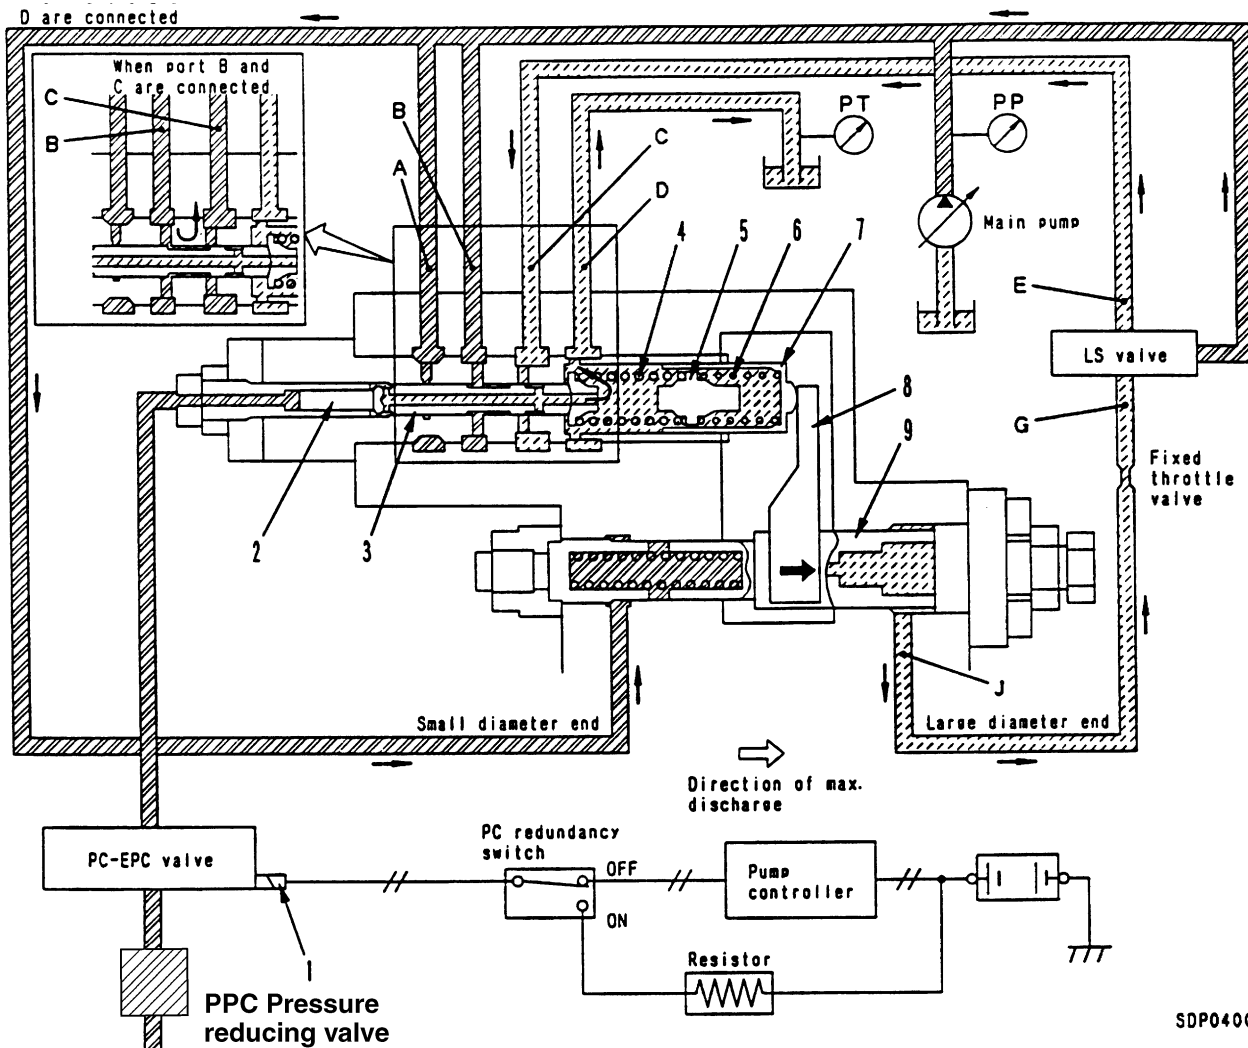 D are connected
When port B and
C are connected
C
B
B
A
C
D
PT
PP
Main pump
4
5
6
7
8
9
E
LS valve
G
Fixed
throttle
valve
2
3
J
Small diameter end
Large diameter end
Direction of max.
discharge
PC-EPC valve
PC redundancy
switch
OFF
ON
Pump
controller
Resistor
1
PPC Pressure
reducing valve